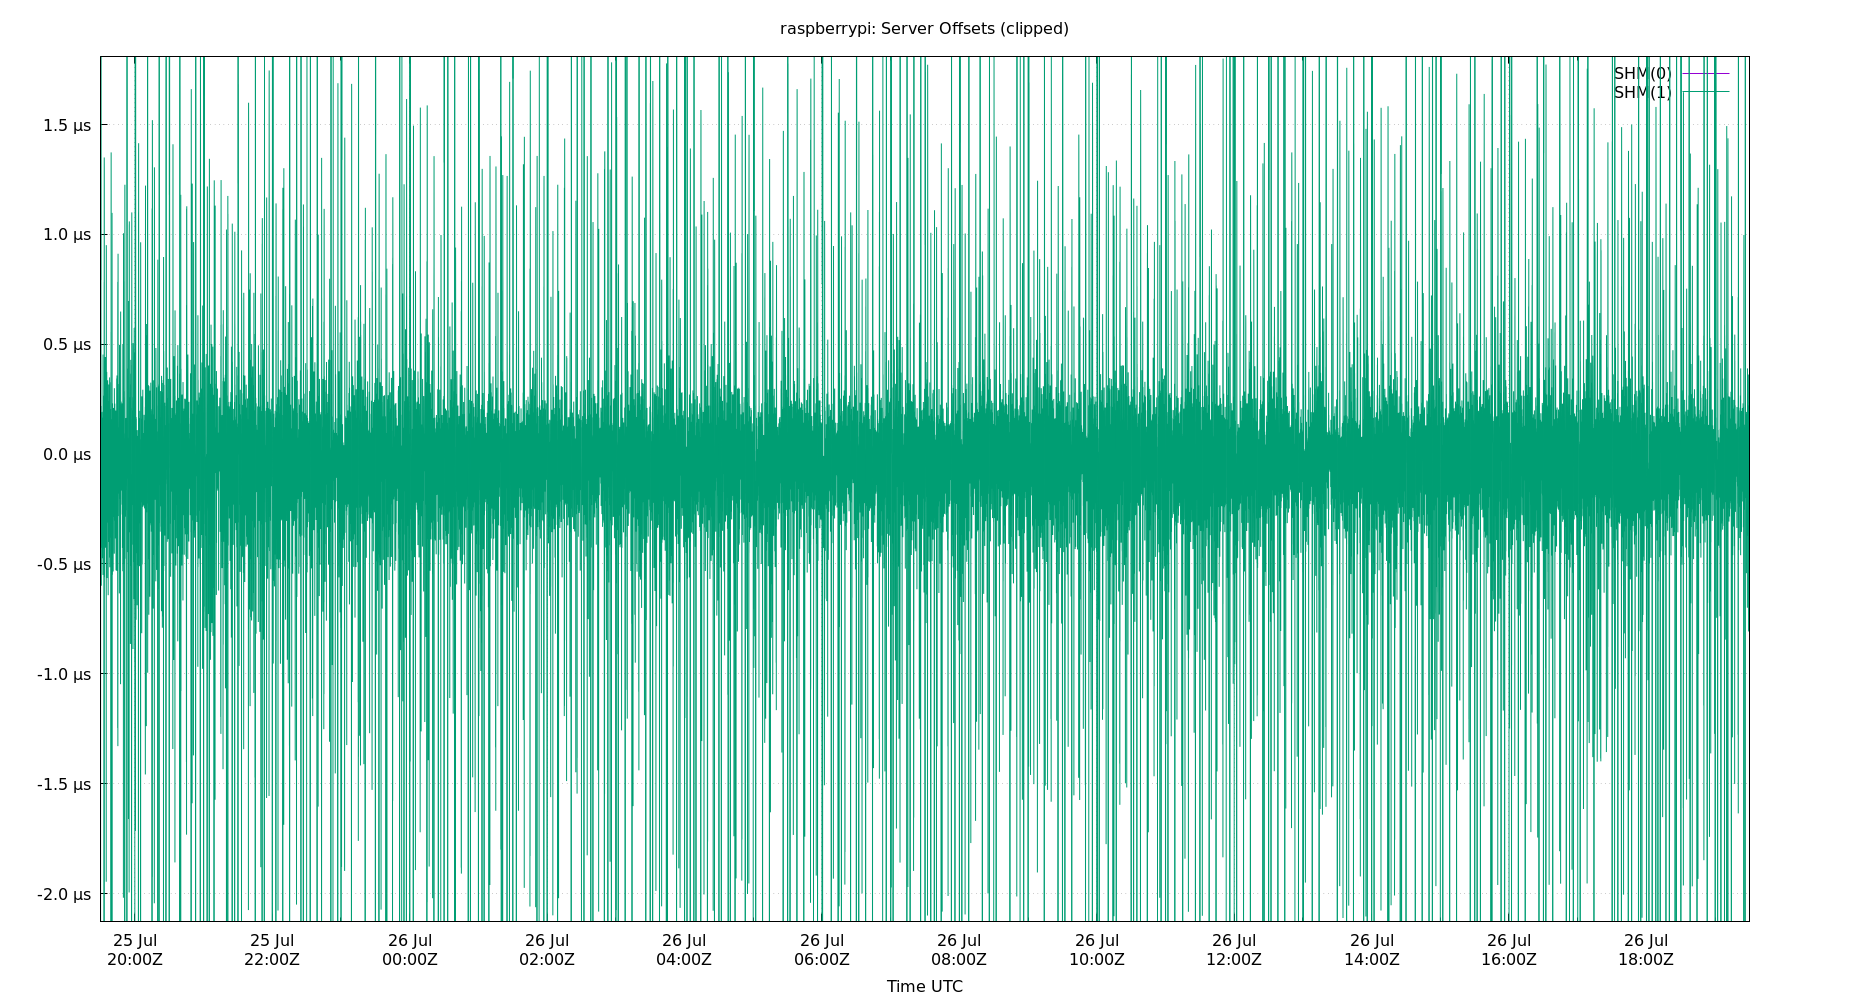 raspberrypi: Server Offsets (clipped)
SHM(0)
SHM(1)
1.5 µs
1.0 µs
0.5 µs
0.0 µs
-0.5 µs
-1.0 µs
-1.5 µs
-2.0 µs
25 Jul 25 Jul 26 Jul 26 Jul 26 Jul 26 Jul 26 Jul 26 Jul 26 Jul 26 Jul 26 Jul 26 Jul
20:00Z 22:00Z 00:00Z 02:00Z 04:00Z 06:00Z 08:00Z 10:00Z 12:00Z 14:00Z 16:00Z 18:00Z
Time UTC